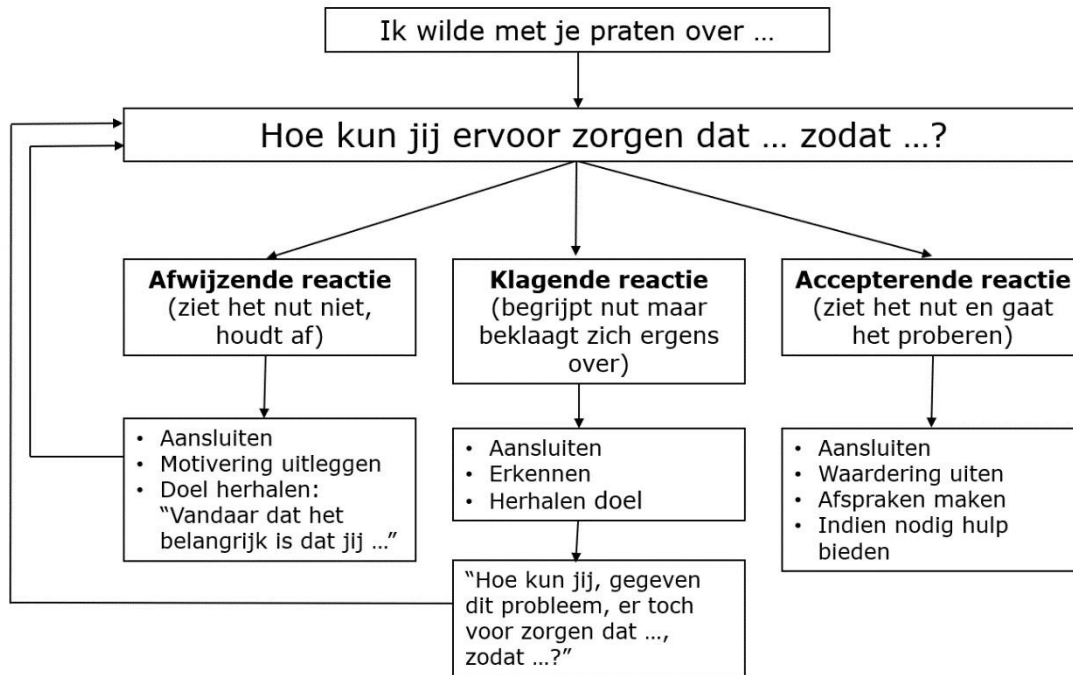 Ik wilde met je praten over …
Hoe kun jij ervoor zorgen dat … zodat …?
Afwijzende reactie
(ziet het nut niet,
houdt af)
• Aansluiten
• Motivering uitleggen
• Doel herhalen:
“Vandaar dat het
belangrijk is dat jij …”
Klagende reactie
(begrijpt nut maar
beklaagt zich ergens
over)
• Aansluiten
• Erkennen
• Herhalen doel
“Hoe kun jij, gegeven
dit probleem, er toch
voor zorgen dat …,
zodat …?”
Accepterende reactie
(ziet het nut en gaat
het proberen)
• Aansluiten
• Waardering uiten
• Afspraken maken
• Indien nodig hulp
bieden